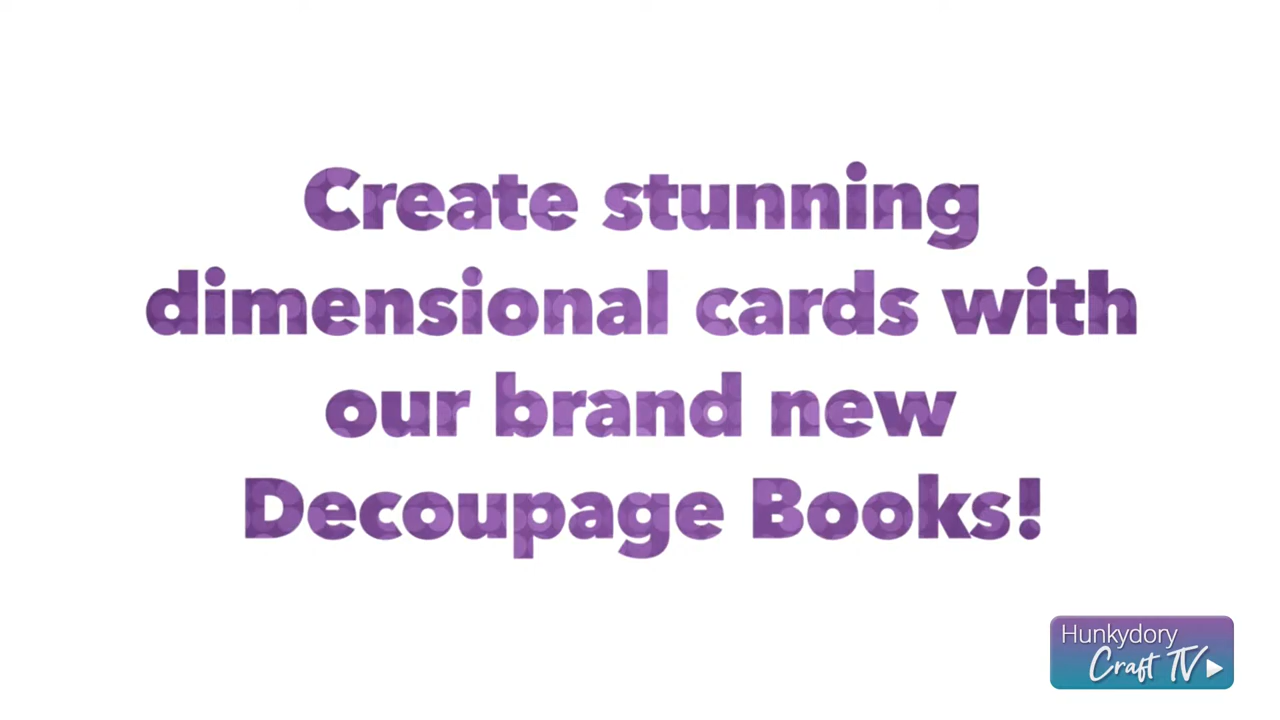 Create stunning
dimensional cards with
our brand new
Decoupage Books!
Hunkydory
Craft TV